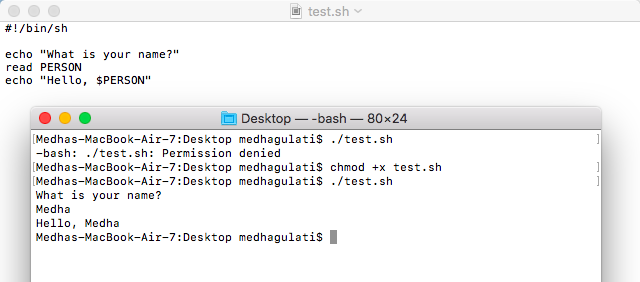 test.sh
#!/bin/sh
echo "What is your name?"
read PERSON
echo "Hello, $PERSON"
Desktop — -bash — 80×24
[Medhas-MacBook-Air-7:Desktop medhagulati$ ./test.sh ]
-bash: ./test.sh: Permission denied
[Medhas-MacBook-Air-7:Desktop medhagulati$ chmod +x test.sh ]
[Medhas-MacBook-Air-7:Desktop medhagulati$ ./test.sh ]
What is your name?
Medha
Hello, Medha
Medhas-MacBook-Air-7:Desktop medhagulati$